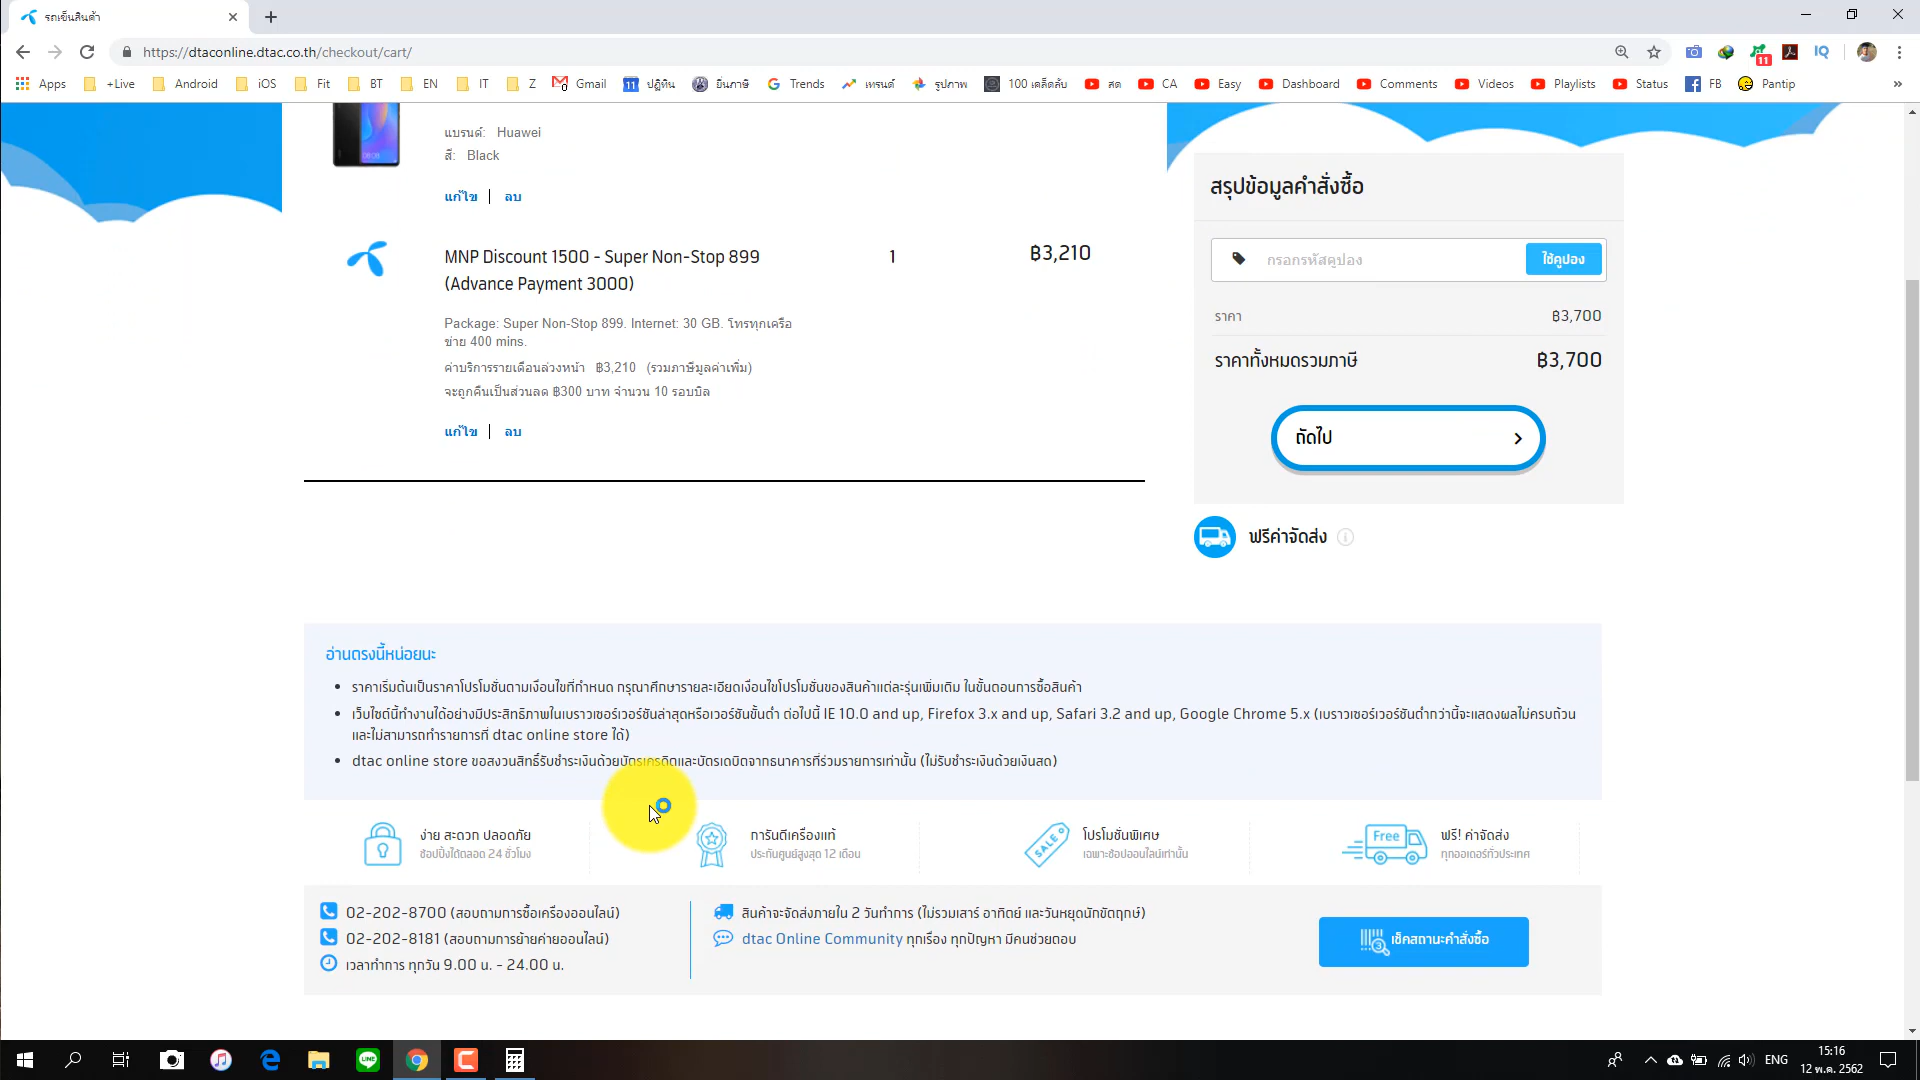 รถเข็นสินค้า
https://dtaconline.dtac.co.th/checkout/cart/
11
Apps +Live Android iOS Fit BT EN IT Z Gmail 11 ปฏิทิน ยื่นภาษี Trends เทรนด์ รูปภาพ 100 เคล็ดลับ สด CA Easy Dashboard Comments Videos Playlists Status FB Pantip »
แบรนด์: Huawei
สี: Black
แก้ไข | ลบ
MNP Discount 1500 - Super Non-Stop 899 1 ฿3,210
(Advance Payment 3000)
Package: Super Non-Stop 899. Internet: 30 GB. โทรทุกเครือ
ข่าย 400 mins.
ค่าบริการรายเดือนล่วงหน้า ฿3,210 (รวมภาษีมูลค่าเพิ่ม)
จะถูกคืนเป็นส่วนลด ฿300 บาท จำนวน 10 รอบบิล
แก้ไข | ลบ
สรุปข้อมูลคำสั่งซื้อ
กรอกรหัสคูปอง ใช้คูปอง
ราคา ฿3,700
ราคาทั้งหมดรวมภาษี ฿3,700
ถัดไป
ฟรีค่าจัดส่ง
อ่านตรงนี้หน่อยนะ
• ราคาเริ่มต้นเป็นราคาโปรโมชั่นตามเงื่อนไขที่กำหนด กรุณาศึกษารายละเอียดเงื่อนไขโปรโมชั่นของสินค้าแต่ละรุ่นเพิ่มเติม ในขั้นตอนการซื้อสินค้า
• เว็บไซต์นี้ทำงานได้อย่างมีประสิทธิภาพในเบราวเซอร์เวอร์ชันล่าสุดหรือเวอร์ชันขั้นต่ำ ต่อไปนี้ IE 10.0 and up, Firefox 3.x and up, Safari 3.2 and up, Google Chrome 5.x (เบราวเซอร์เวอร์ชันต่ำกว่านี้จะแสดงผลไม่ครบถ้วน
และไม่สามารถทำรายการที่ dtac online store ได้)
• dtac online store ขอสงวนสิทธิ์รับชำระเงินด้วยบัตรเครดิตและบัตรเดบิตจากธนาคารที่ร่วมรายการเท่านั้น (ไม่รับชำระเงินด้วยเงินสด)
ง่าย สะดวก ปลอดภัย
ช้อปปิ้งได้ตลอด 24 ชั่วโมง
การันตีเครื่องแท้
ประกันศูนย์สูงสุด 12 เดือน
SALE
โปรโมชั่นพิเศษ
เฉพาะช้อปออนไลน์เท่านั้น
Free
ฟรี! ค่าจัดส่ง
ทุกออเดอร์ทั่วประเทศ
02-202-8700 (สอบถามการซื้อเครื่องออนไลน์)
02-202-8181 (สอบถามการย้ายค่ายออนไลน์)
เวลาทำการ ทุกวัน 9.00 น. - 24.00 น.
สินค้าจะจัดส่งภายใน 2 วันทำการ (ไม่รวมเสาร์ อาทิตย์ และวันหยุดนักขัตฤกษ์)
dtac Online Community ทุกเรื่อง ทุกปัญหา มีคนช่วยตอบ
เช็คสถานะคำสั่งซื้อ
ENG
15:16
12 พ.ค. 2562